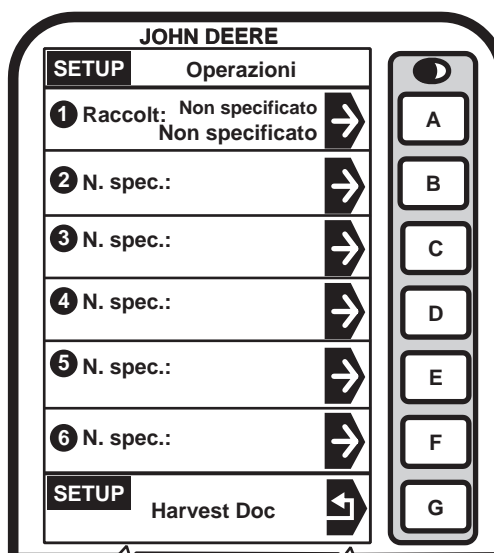 JOHN DEERE
SETUP Operazioni
1 Raccolt: Non specificato
Non specificato
A
2 N. spec.:
B
3 N. spec.:
C
4 N. spec.:
D
5 N. spec.:
E
6 N. spec.:
F
SETUP
Harvest Doc
G